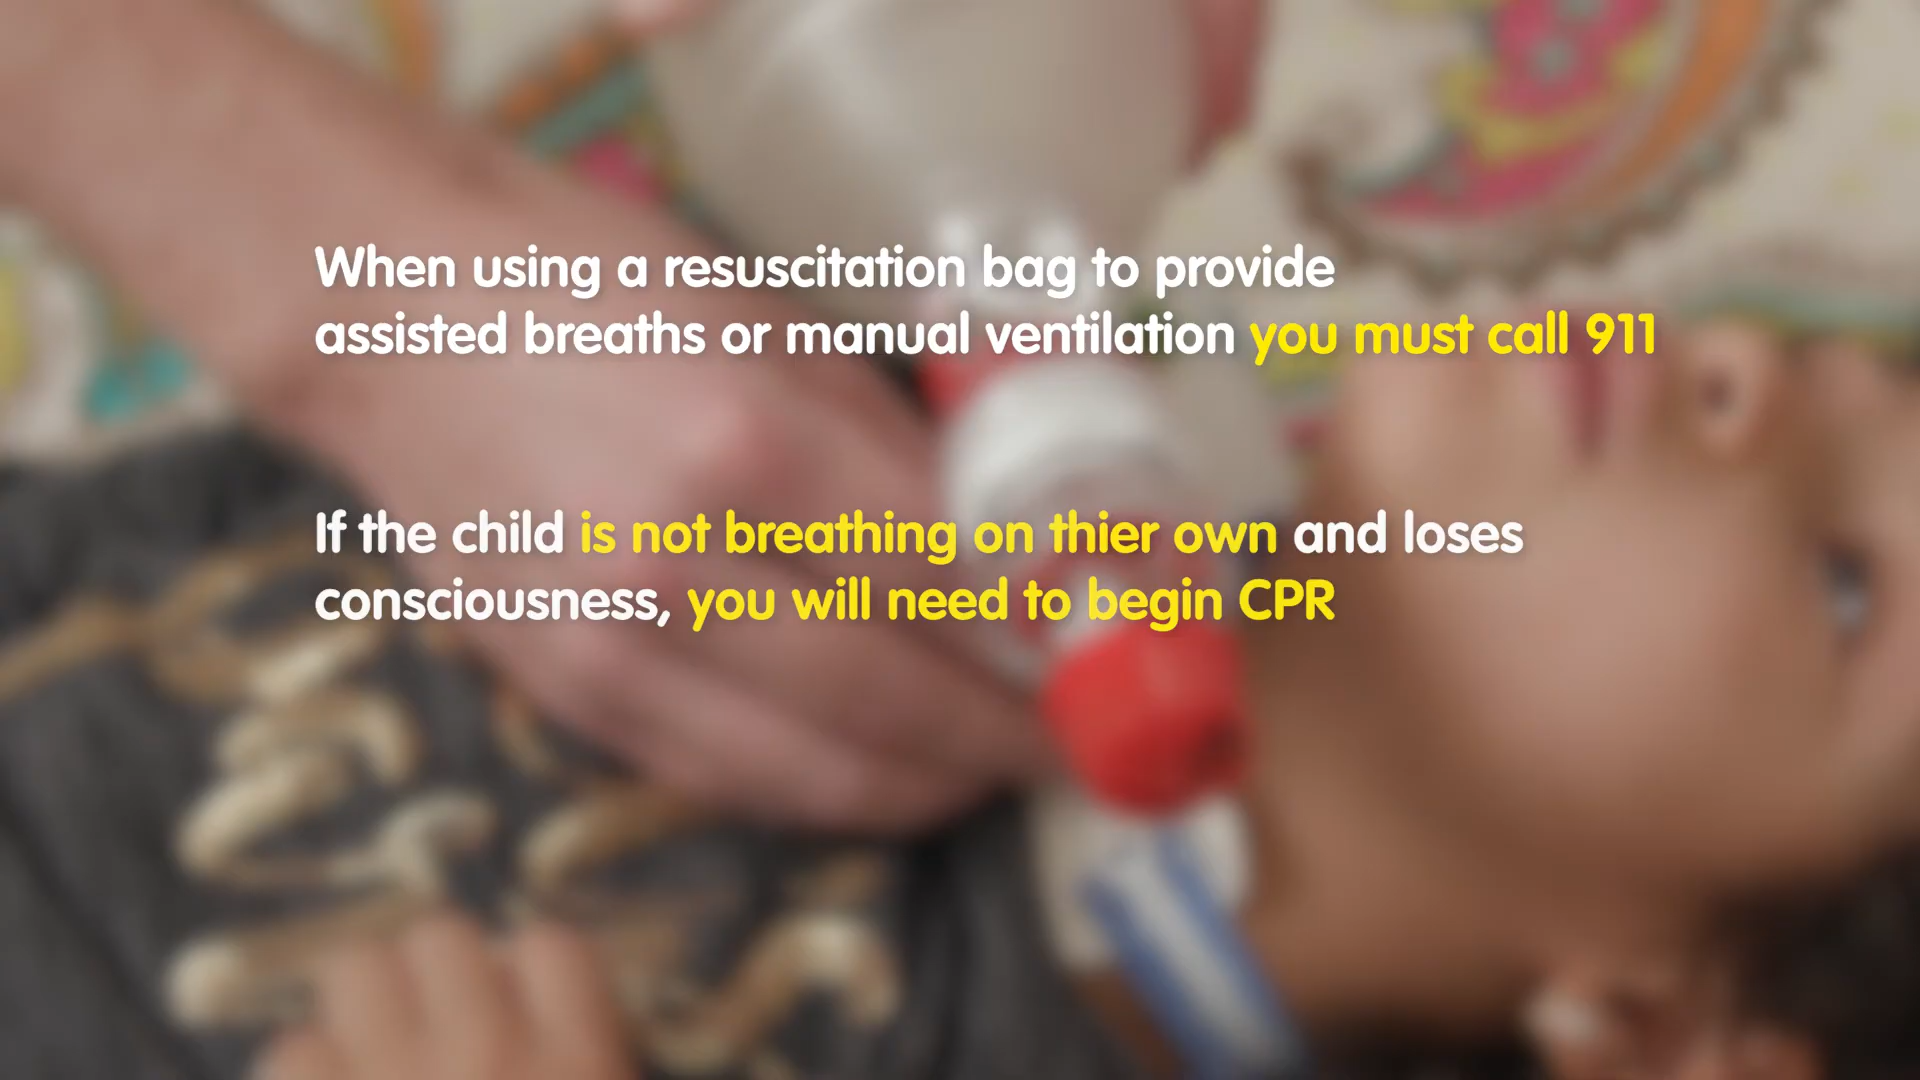 When using a resuscitation bag to provide
assisted breaths or manual ventilation you must call 911
If the child is not breathing on thier own and loses
consciousness, you will need to begin CPR